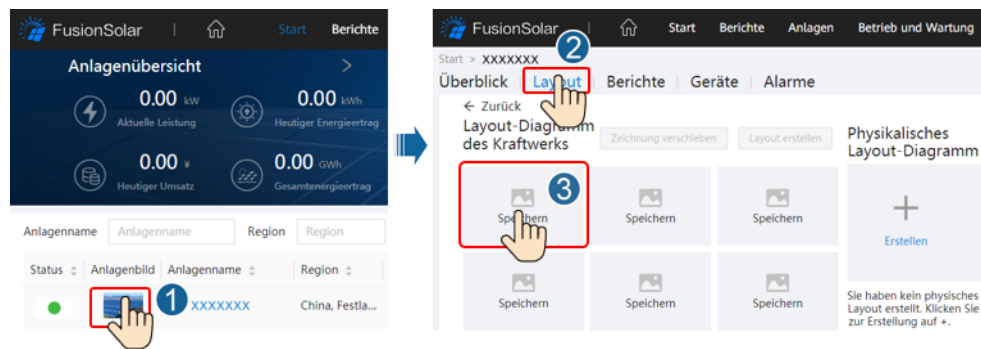 FusionSolar
Start
Berichte
Anlagenübersicht
>
0.00 kW
Aktuelle Leistung
0.00 kWh
Heutiger Energieertrag
0.00 ¥
Heutiger Umsatz
0.00 GWh
Gesamtenergieertrag
Anlagenname
Anlagenname
Region
Region
Status
Anlagenbild
Anlagenname
Region
1
XXXXXXX
China, Festla...
FusionSolar
Start
Berichte
Anlagen
Betrieb und Wartung
2
Start > XXXXXXX
Überblick
Layout
Berichte
Geräte
Alarme
← Zurück
Layout-Diagramm
des Kraftwerks
Zeichnung verschieben
Layout erstellen
Physikalisches
Layout-Diagramm
3
Speichern
Speichern
Speichern
+
Erstellen
Speichern
Speichern
Speichern
Sie haben kein physisches
Layout erstellt. Klicken Sie
zur Erstellung auf +.